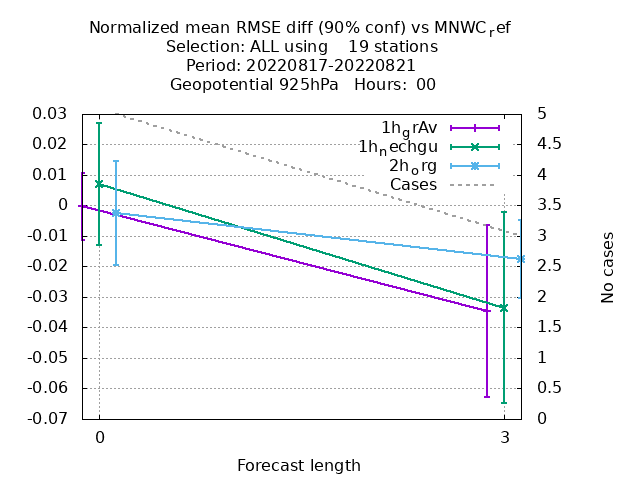 Normalized mean RMSE diff (90% conf) vs MNWC_ref
Selection: ALL using    19 stations
Period: 20220817-20220821
Geopotential 925hPa   Hours:  00
1h_grAv
1h_nechgu
2h_org
Cases
0.03
0.02
0.01
0
-0.01
-0.02
-0.03
-0.04
-0.05
-0.06
-0.07
5
4.5
4
3.5
3
2.5
2
1.5
1
0.5
0
No cases
0
3
Forecast length